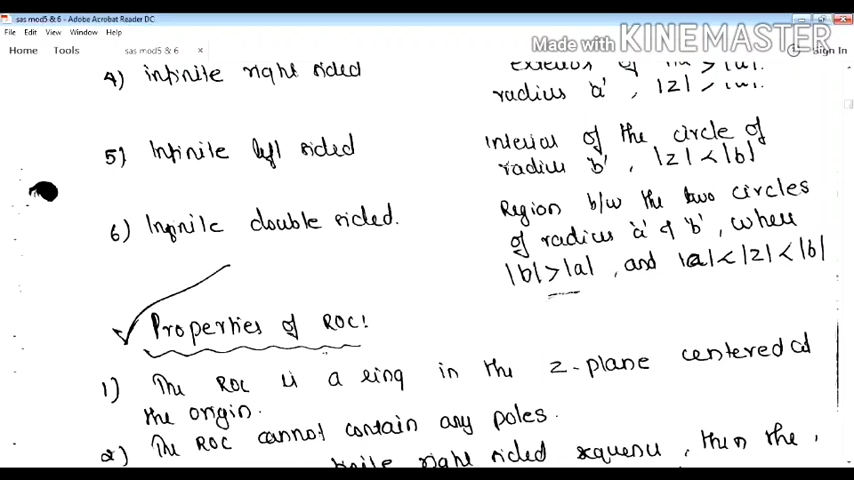 sas mod5 & 6 - Adobe Acrobat Reader DC
File Edit View Window Help
Home Tools sas mod5 & 6 ×
Sign In
Made with KINEMASTER
4) infinite right sided
radius 'a', |z| >
5) Infinite left sided
Interior of the circle of
radius 'b', |z| < |b|
6) Infinite double sided.
Region b/w the two circles
of radius 'a' & 'b', where
|b| > |a|, and |a| < |z| < |b|
Properties of ROC:
1) The ROC is a ring in the z-plane centered at
the origin.
2) The ROC cannot contain any poles.
right sided sequence, then the